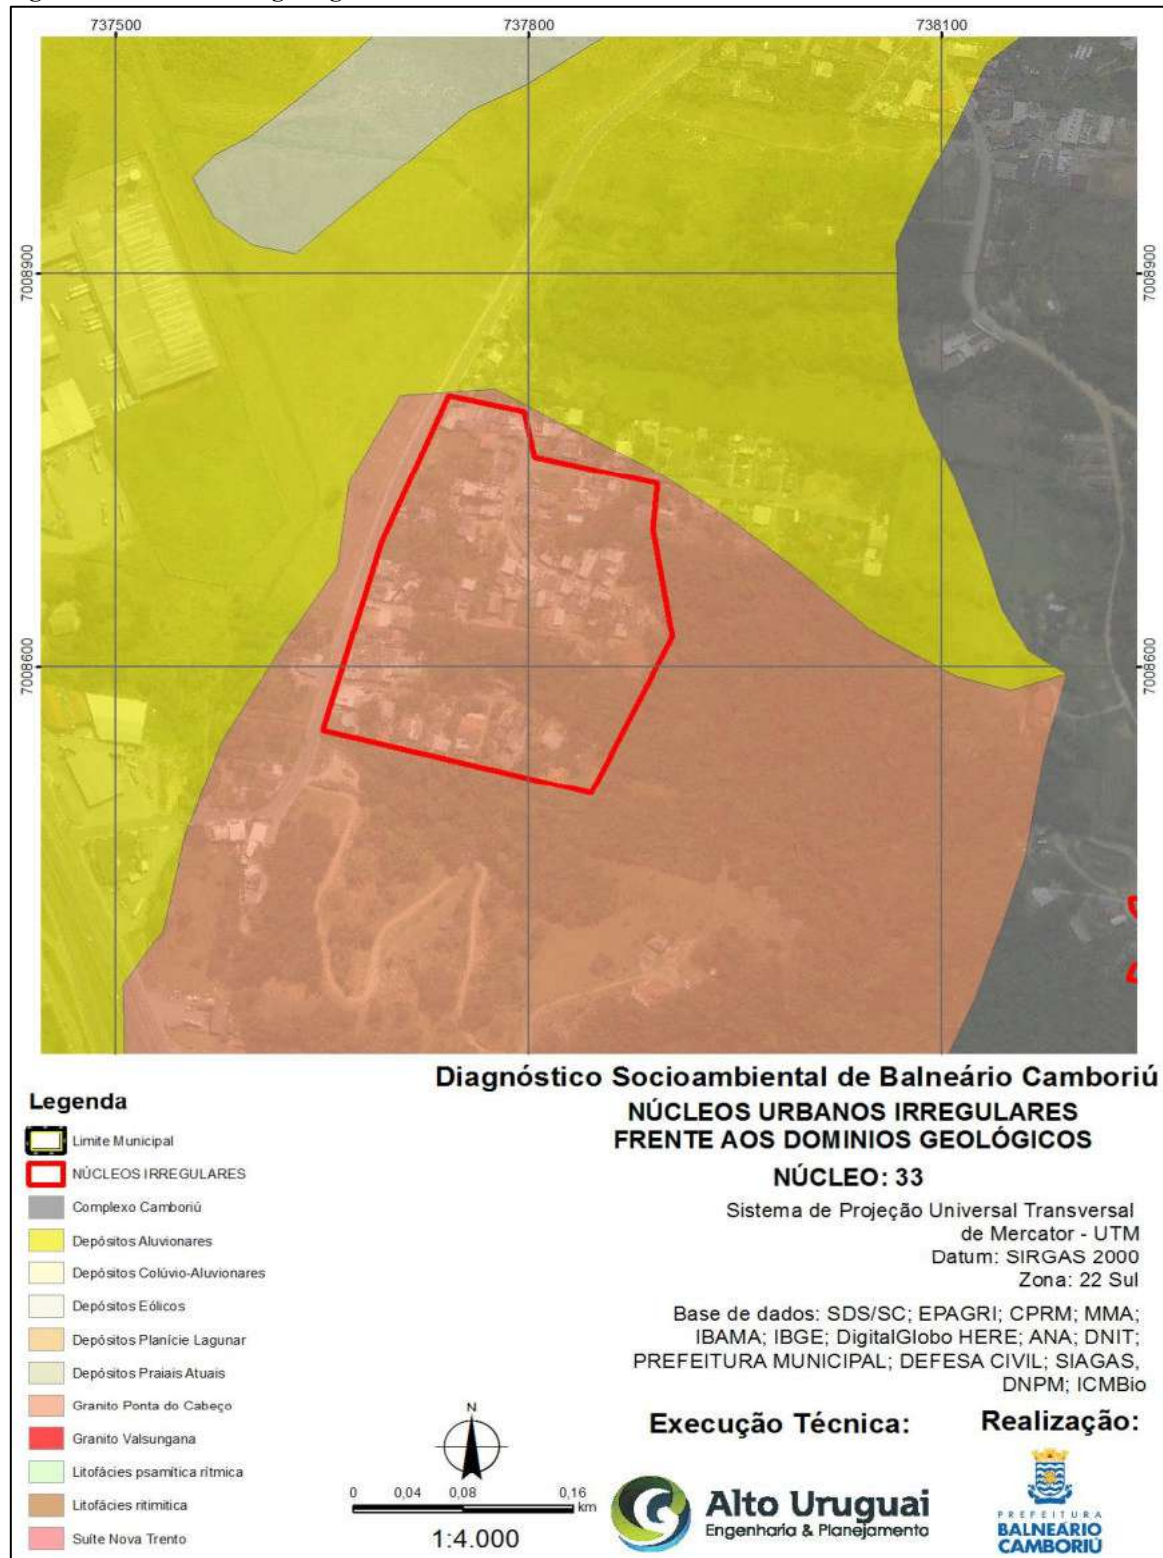 737500
737800
738100
7008900
7008900
7008600
7008600
Diagnóstico Socioambiental de Balneário Camboriú
NÚCLEOS URBANOS IRREGULARES
FRENTE AOS DOMINIOS GEOLÓGICOS
NÚCLEO: 33
Sistema de Projeção Universal Transversal
de Mercator - UTM
Datum: SIRGAS 2000
Zona: 22 Sul
Base de dados: SDS/SC; EPAGRI; CPRM; MMA;
IBAMA; IBGE; DigitalGlobo HERE; ANA; DNIT;
PREFEITURA MUNICIPAL; DEFESA CIVIL; SIAGAS,
DNPM; ICMBio
Legenda
Limite Municipal
NÚCLEOS IRREGULARES
Complexo Camboriú
Depósitos Aluvionares
Depósitos Colúvio-Aluvionares
Depósitos Eólicos
Depósitos Planície Lagunar
Depósitos Praiais Atuais
Granito Ponta do Cabeço
Granito Valsungana
Litofácies psamítica rítmica
Litofácies ritimitica
Suíte Nova Trento
N
0 0,04 0,08 0,16
km
1:4.000
Execução Técnica:
Alto Uruguai
Engenharia & Planejamento
Realização:
PREFEITURA
BALNEÁRIO
CAMBORIÚ